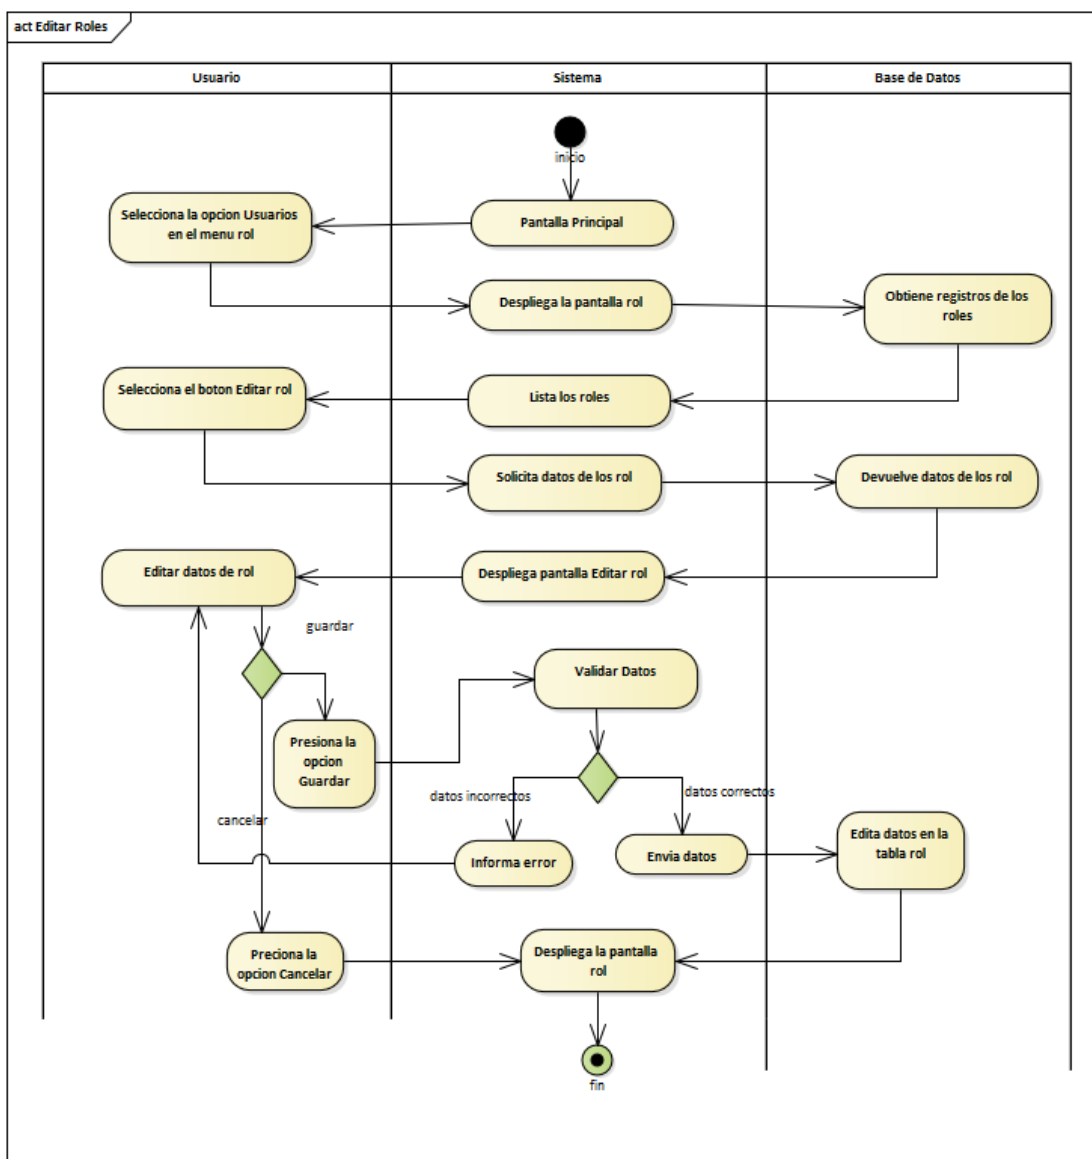 act Editar Roles
Usuario
Sistema
Base de Datos
inicio
Selecciona la opcion Usuarios
en el menu rol
Pantalla Principal
Despliega la pantalla rol
Obtiene registros de los
roles
Selecciona el boton Editar rol
Lista los roles
Solicita datos de los rol
Devuelve datos de los rol
Editar datos de rol
Despliega pantalla Editar rol
guardar
Validar Datos
Presiona la
opcion
Guardar
datos incorrectos
datos correctos
cancelar
Informa error
Envia datos
Edita datos en la
tabla rol
Preciona la
opcion Cancelar
Despliega la pantalla
rol
fin